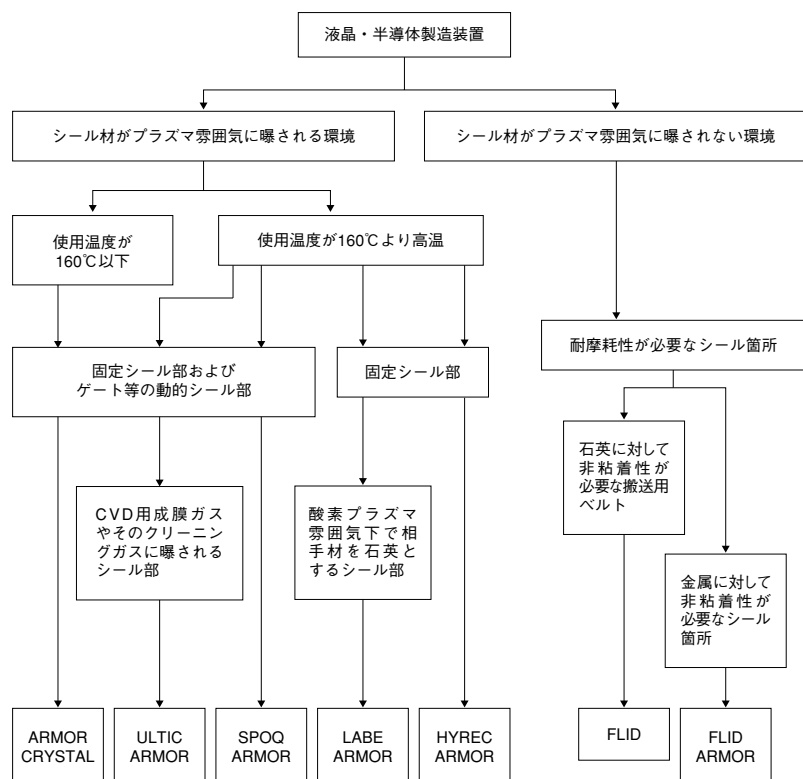 液晶・半導体製造装置
シール材がプラズマ雰囲気に曝される環境
シール材がプラズマ雰囲気に曝されない環境
使用温度が
160℃以下
使用温度が160℃より高温
固定シール部および
ゲート等の動的シール部
固定シール部
耐摩耗性が必要なシール箇所
CVD用成膜ガス
やそのクリーニン
グガスに曝される
シール部
酸素プラズマ
雰囲気下で相
手材を石英と
するシール部
石英に対して
非粘着性が
必要な搬送用
ベルト
金属に対して
非粘着性が
必要なシール
箇所
ARMOR
CRYSTAL
ULTIC
ARMOR
SPOQ
ARMOR
LABE
ARMOR
HYREC
ARMOR
FLID
FLID
ARMOR